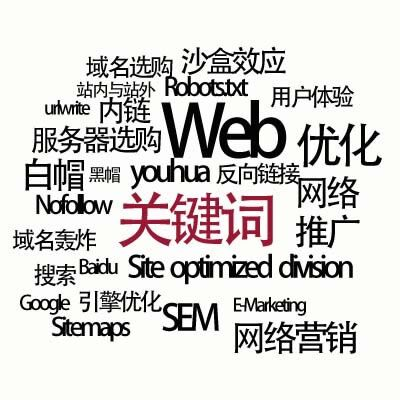 域名选购 沙盒效应
站内与站外 Robots.txt 用户体验
urlwrite 内链 Web 优化
服务器选购
白帽 黑帽 youhua 反向链接 网络
Nofollow 关键词 推广
域名轰炸
搜索 Baidu Site optimized division
Google 引擎优化 SEM E-Marketing
Sitemaps 网络营销